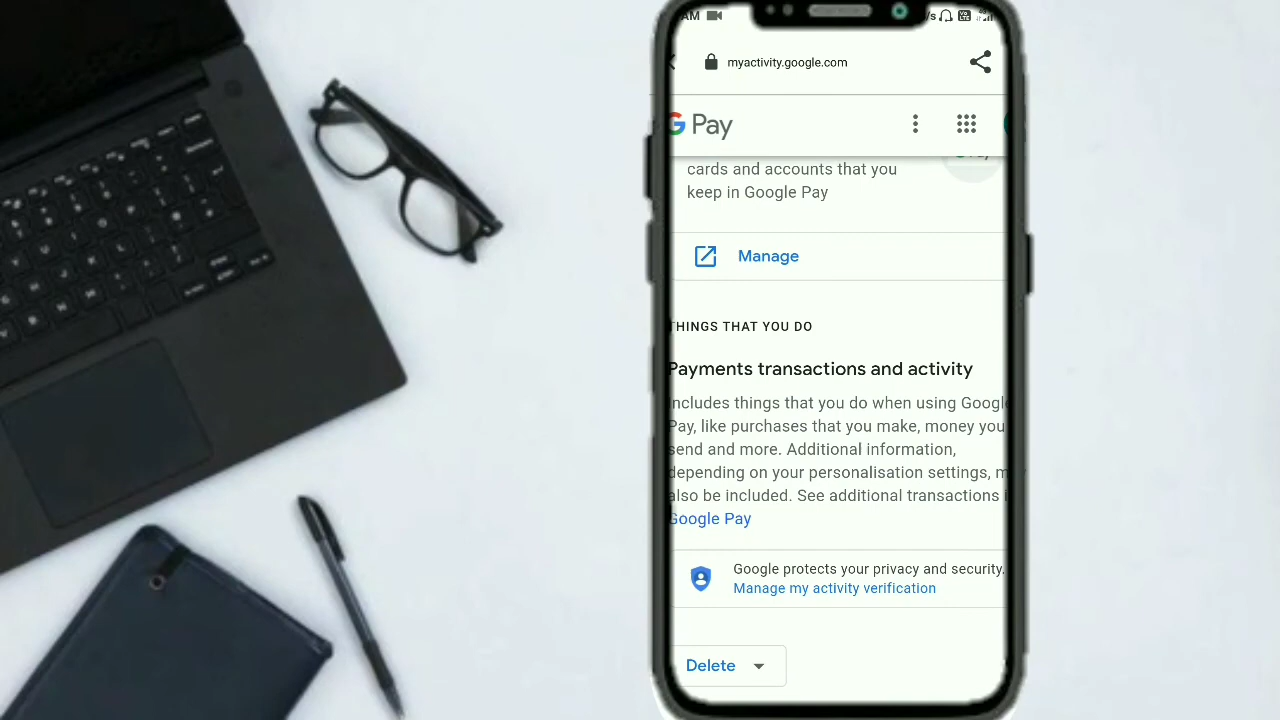 AM
myactivity.google.com
G Pay
cards and accounts that you
keep in Google Pay
Manage
THINGS THAT YOU DO
Payments transactions and activity
Includes things that you do when using Google
Pay, like purchases that you make, money you
send and more. Additional information,
depending on your personalisation settings, m
also be included. See additional transactions i
Google Pay
Google protects your privacy and security.
Manage my activity verification
Delete